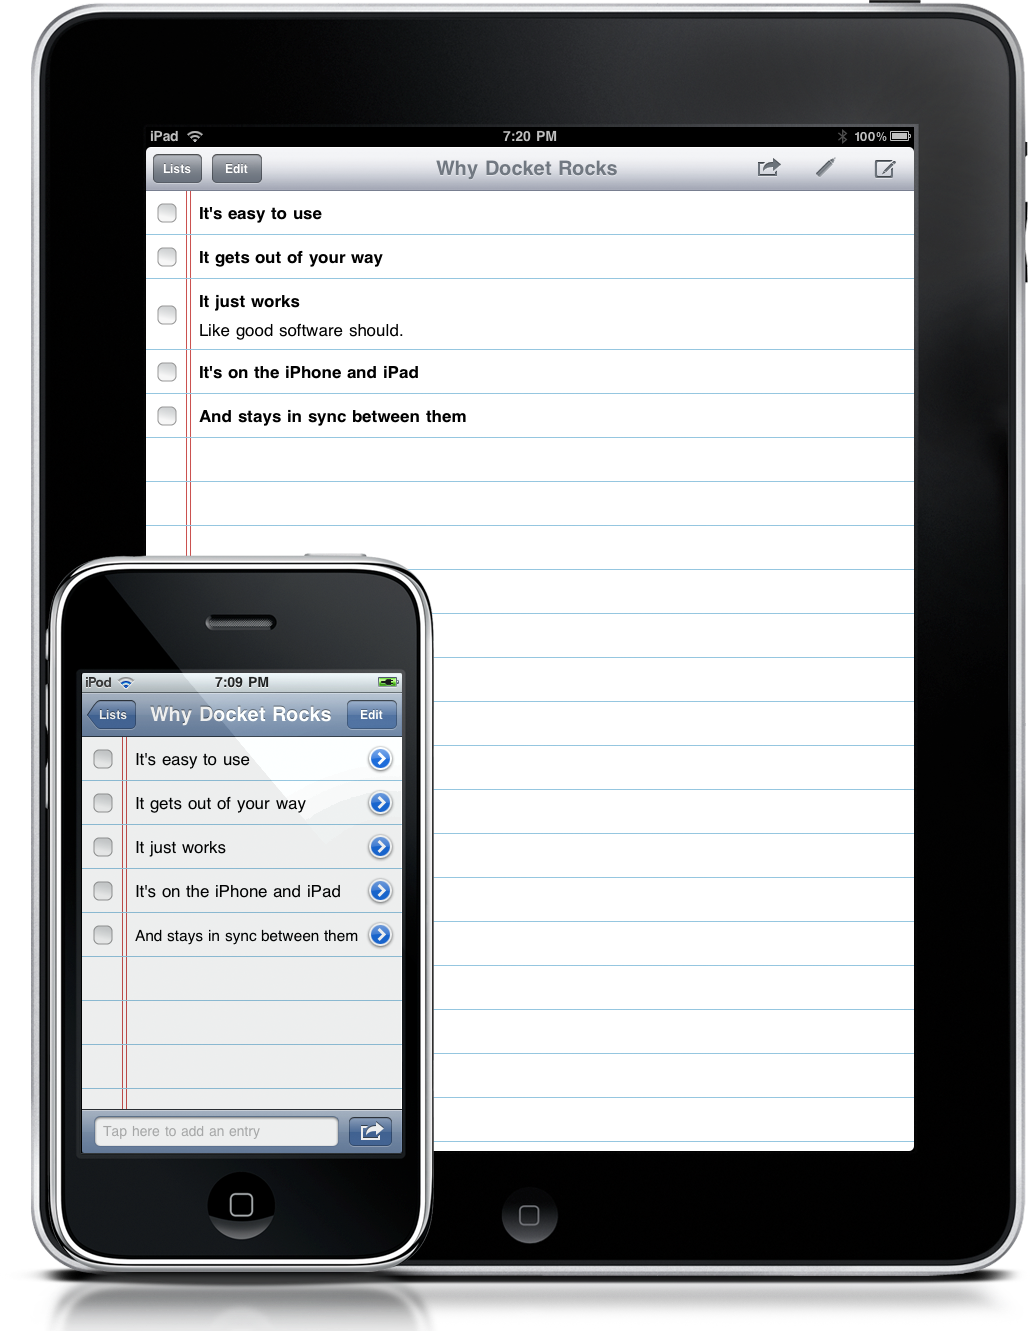 iPad 7:20 PM 100%
Lists Edit Why Docket Rocks
It's easy to use
It gets out of your way
It just works
Like good software should.
It's on the iPhone and iPad
And stays in sync between them
iPod 7:09 PM
Lists Why Docket Rocks Edit
It's easy to use
It gets out of your way
It just works
It's on the iPhone and iPad
And stays in sync between them
Tap here to add an entry